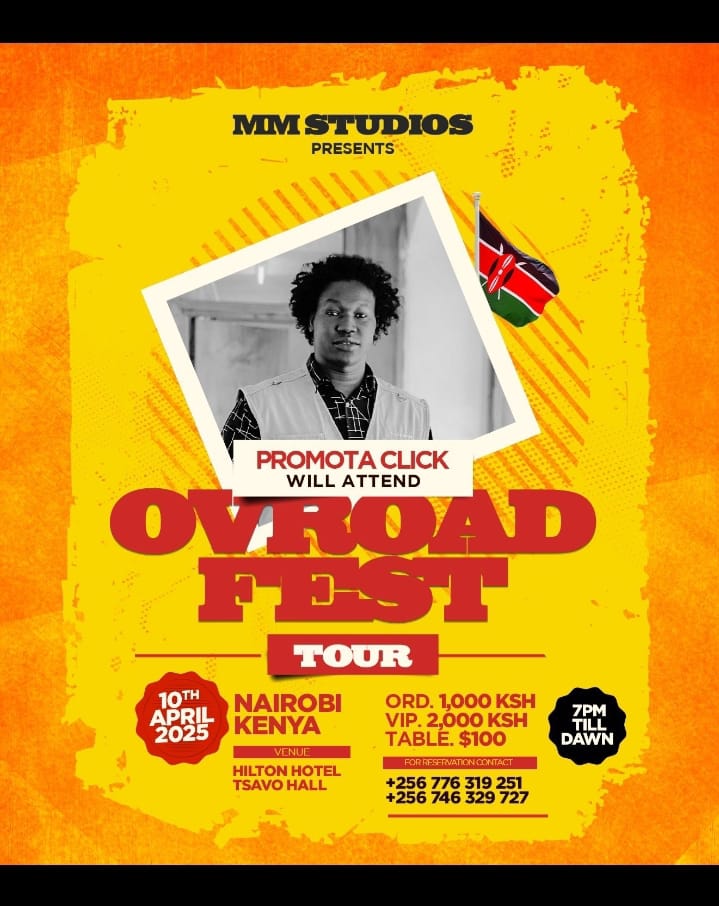 MM STUDIOS
PRESENTS
PROMOTA CLICK
WILL ATTEND
OVROAD
FEST
TOUR
10TH
APRIL
2025
NAIROBI
KENYA
VENUE
HILTON HOTEL
TSAVO HALL
ORD. 1,000 KSH
VIP. 2,000 KSH
TABLE. $100
FOR RESERVATION CONTACT
+256 776 319 251
+256 746 329 727
7PM
TILL
DAWN